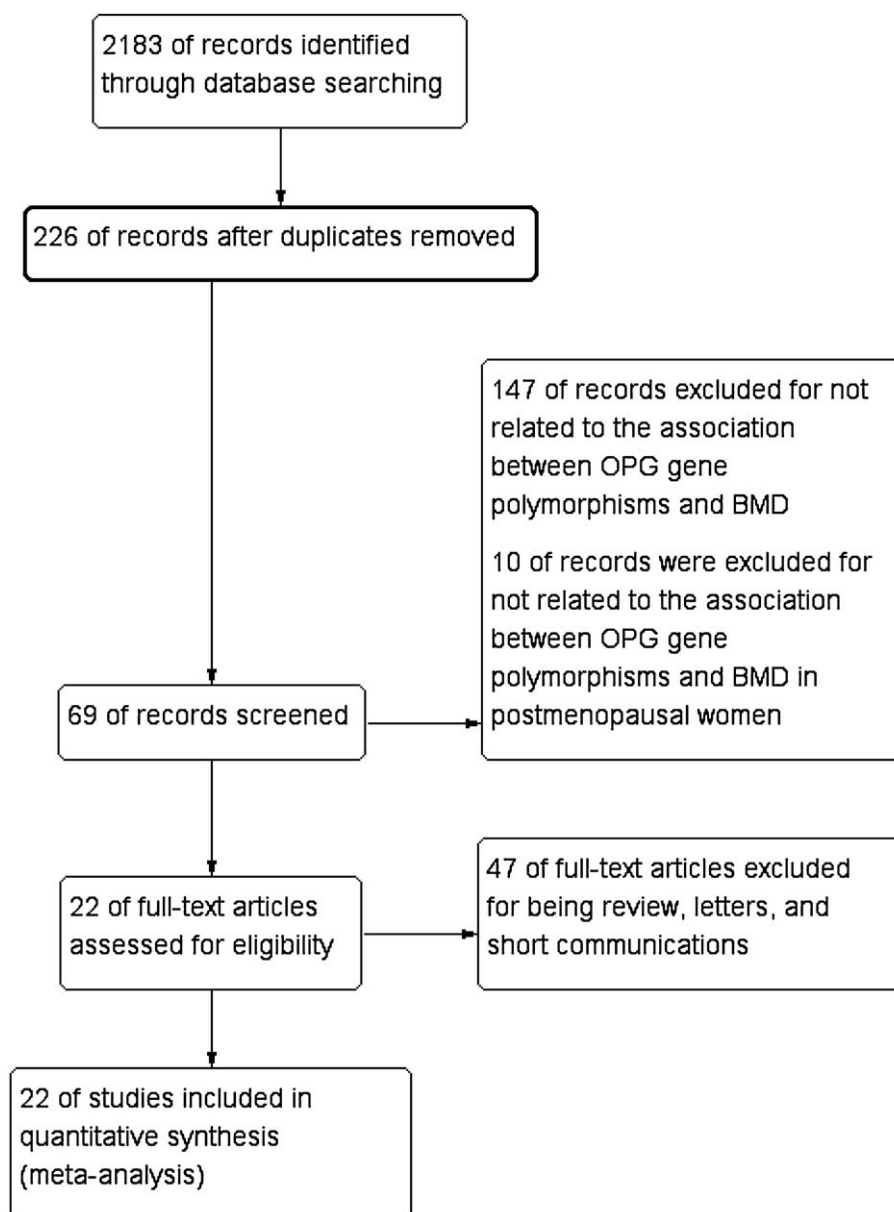 2183 of records identified
through database searching
226 of records after duplicates removed
147 of records excluded for not
related to the association
between OPG gene
polymorphisms and BMD
10 of records were excluded for
not related to the association
between OPG gene
polymorphisms and BMD in
postmenopausal women
69 of records screened
47 of full-text articles excluded
for being review, letters, and
short communications
22 of full-text articles
assessed for eligibility
22 of studies included in
quantitative synthesis
(meta-analysis)